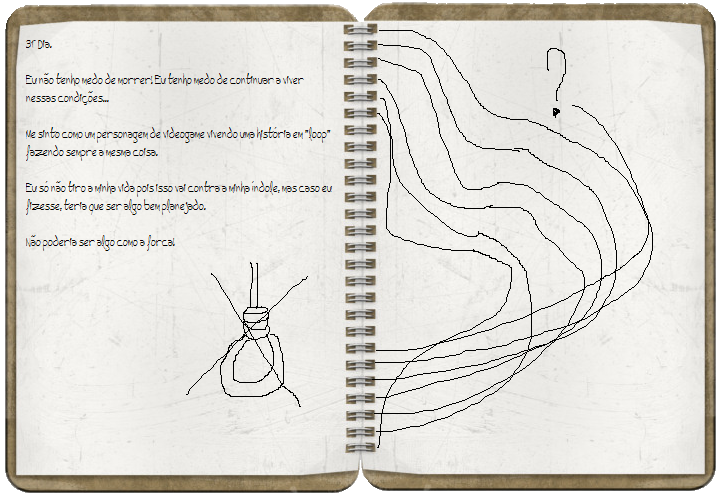 3º Dia.
Eu não tenho medo de morrer! Eu tenho medo de continuar a viver
nessas condições...
Me sinto como um personagem de videogame vivendo uma história em "loop"
fazendo sempre a mesma coisa.
Eu só não tiro a minha vida pois isso vai contra a minha índole, mas caso eu
fizesse, teria que ser algo bem planejado.
Não poderia ser algo como a forca!
?